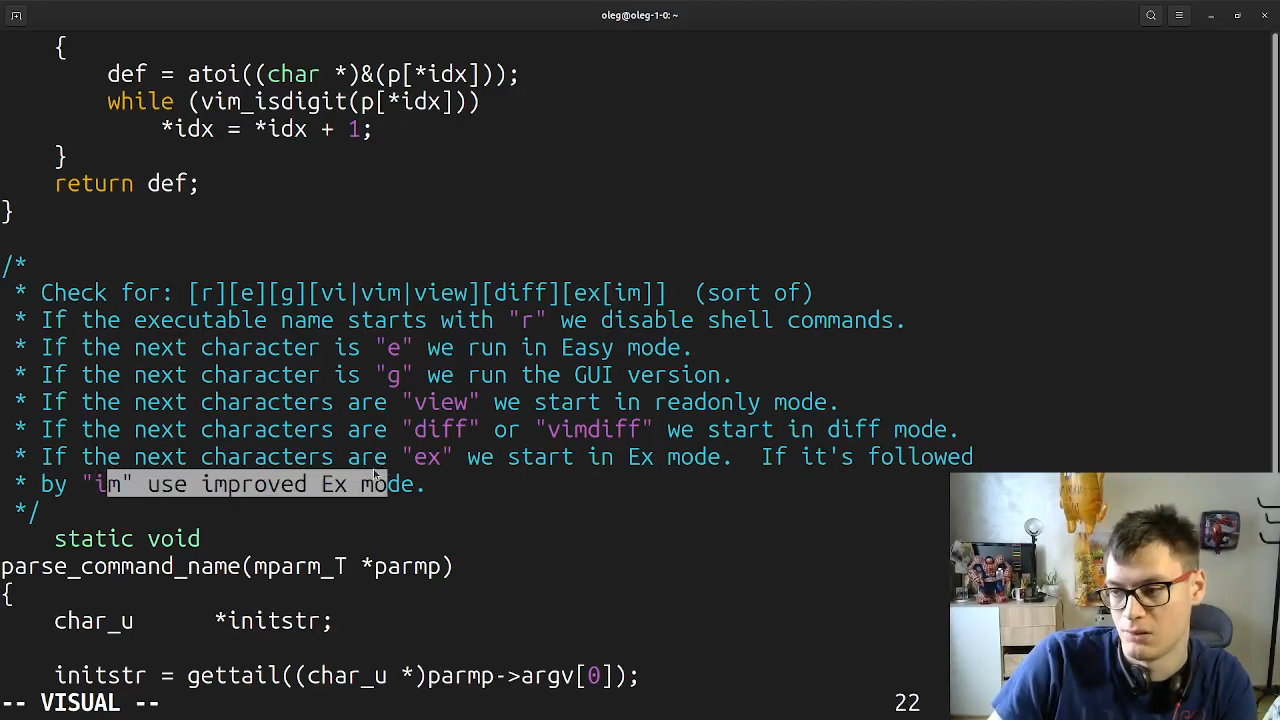 oleg@oleg-1-0: ~
{
def = atoi((char *)&(p[*idx]));
while (vim_isdigit(p[*idx]))
*idx = *idx + 1;
}
return def;
}
/*
* Check for: [r][e][g][vi|vim|view][diff][ex[im]]  (sort of)
* If the executable name starts with "r" we disable shell commands.
* If the next character is "e" we run in Easy mode.
* If the next character is "g" we run the GUI version.
* If the next characters are "view" we start in readonly mode.
* If the next characters are "diff" or "vimdiff" we start in diff mode.
* If the next characters are "ex" we start in Ex mode.  If it's followed
* by "im" use improved Ex mode.
*/
static void
parse_command_name(mparm_T *parmp)
{
char_u *initstr;
initstr = gettail((char_u *)parmp->argv[0]);
-- VISUAL -- 22